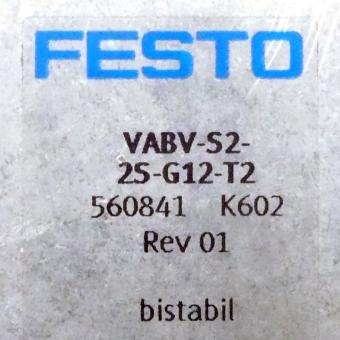 FESTO
VABV-S2-
2S-G12-T2
560841 K602
Rev 01
bistabil